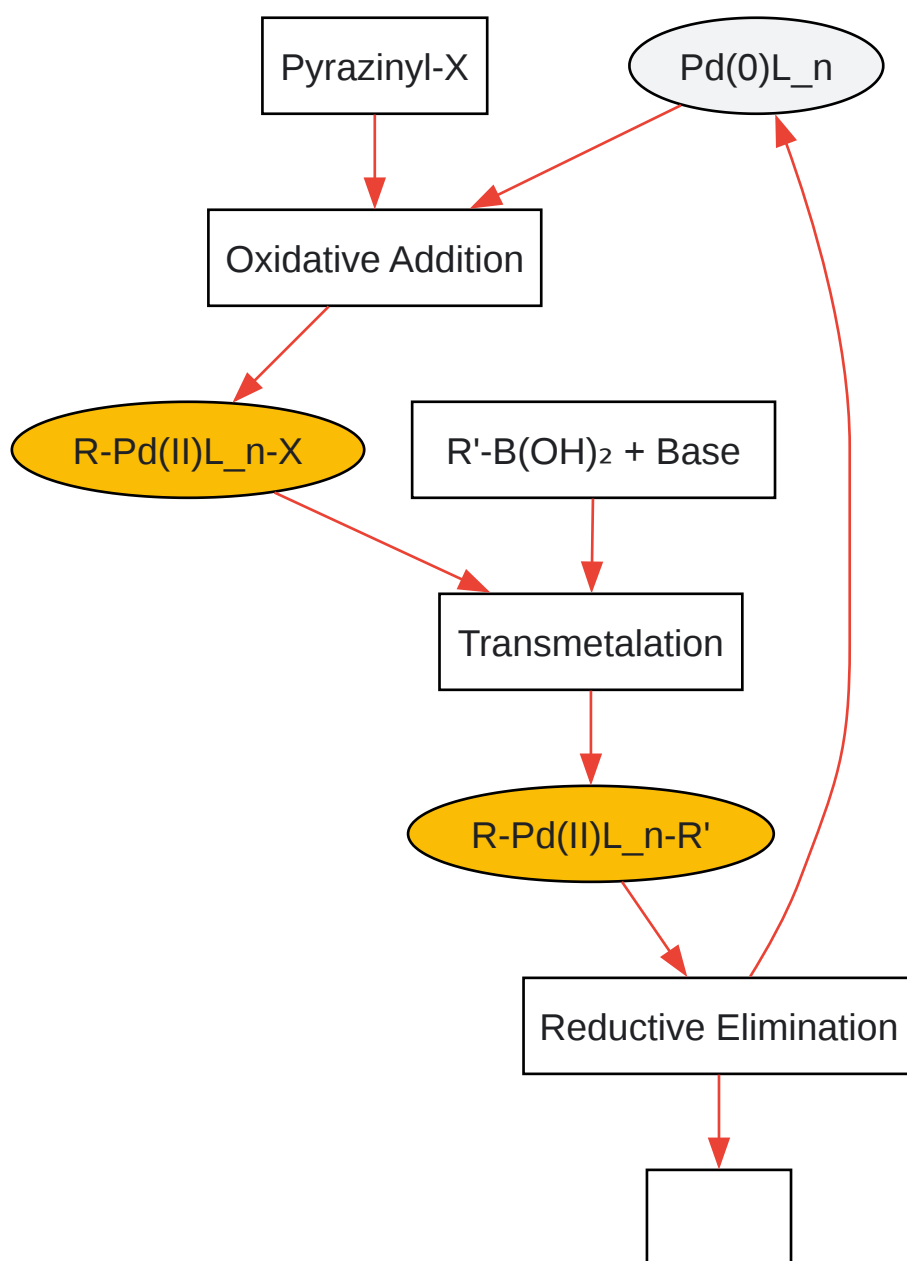 Pyrazinyl-X
Pd(0)L_n
Oxidative Addition
R-Pd(II)L_n-X
R'-B(OH)₂ + Base
Transmetalation
R-Pd(II)L_n-R'
Reductive Elimination